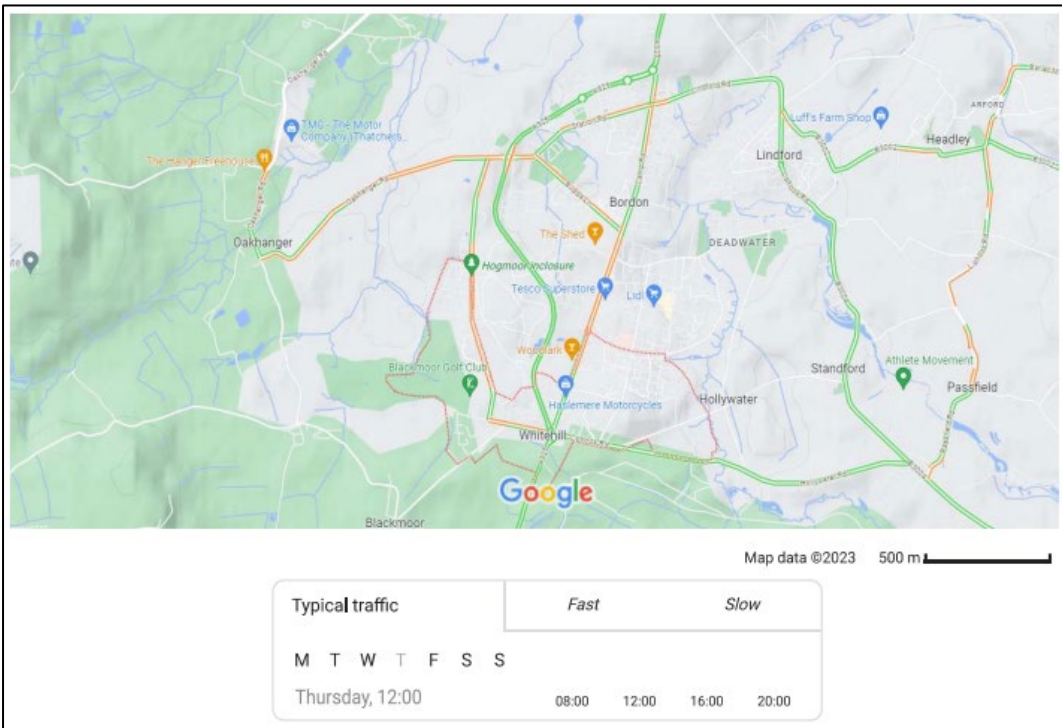 TMC - The Motor
Company (Thatchers...
The Hanger Freehouse
Luff's Farm Shop
ARFORD
Headley
Lindford
Bordon
The Shed
DEADWATER
Oakhanger
Hogmoor Inclosure
Tesco Superstore
Lidl
Woodlark
Blackmoor Golf Club
Haslemere Motorcycles
Athlete Movement
Standford
Passfield
Hollywater
Whitehill
Google
Blackmoor
Map data ©2023 500 m
Typical traffic Fast Slow
M T W T F S S
Thursday, 12:00 08:00 12:00 16:00 20:00